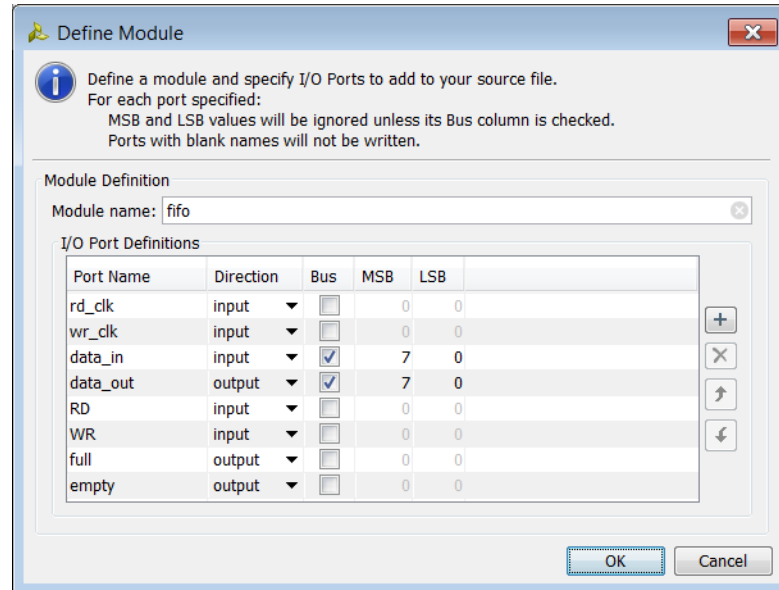 Define Module
Define a module and specify I/O Ports to add to your source file.
For each port specified:
MSB and LSB values will be ignored unless its Bus column is checked.
Ports with blank names will not be written.
Module Definition
Module name: fifo
I/O Port Definitions
Port Name Direction Bus MSB LSB
rd_clk input 0 0
wr_clk input 0 0
data_in input 7 0
data_out output 7 0
RD input 0 0
WR input 0 0
full output 0 0
empty output 0 0
OK Cancel